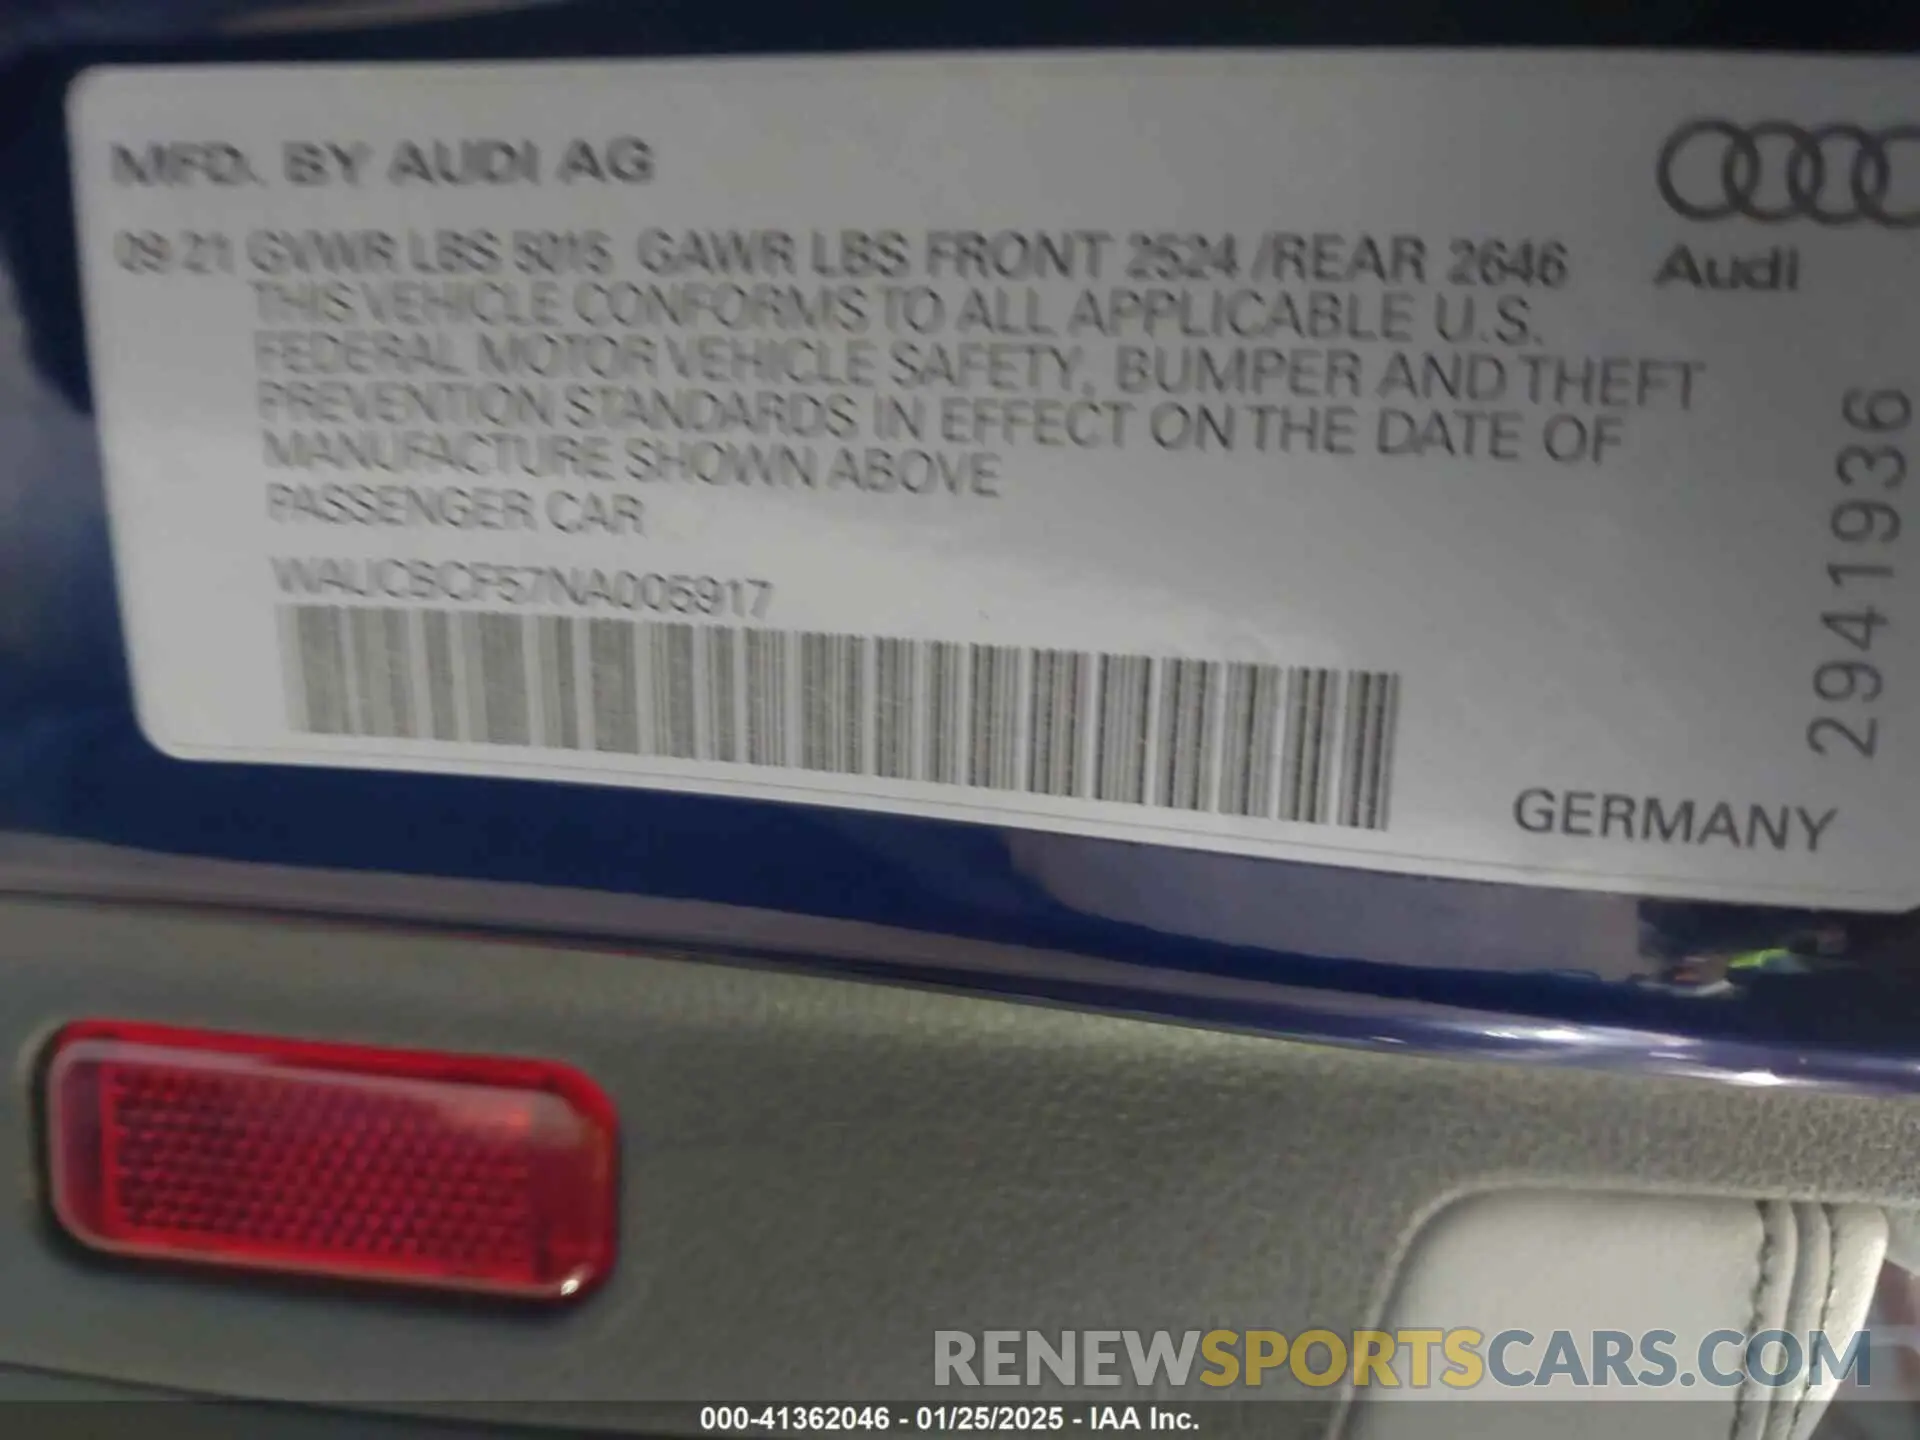 MFD. BY AUDI AG
09 21 GVWR LBS 5015 GAWR LBS FRONT 2524 /REAR 2646
THIS VEHICLE CONFORMS TO ALL APPLICABLE U.S.
FEDERAL MOTOR VEHICLE SAFETY, BUMPER AND THEFT
PREVENTION STANDARDS IN EFFECT ON THE DATE OF
MANUFACTURE SHOWN ABOVE
PASSENGER CAR
WAUCBCF57NA005917
Audi
2941936
GERMANY
RENEWSPORTSCARS.COM
000-41362046 - 01/25/2025 - IAA Inc.